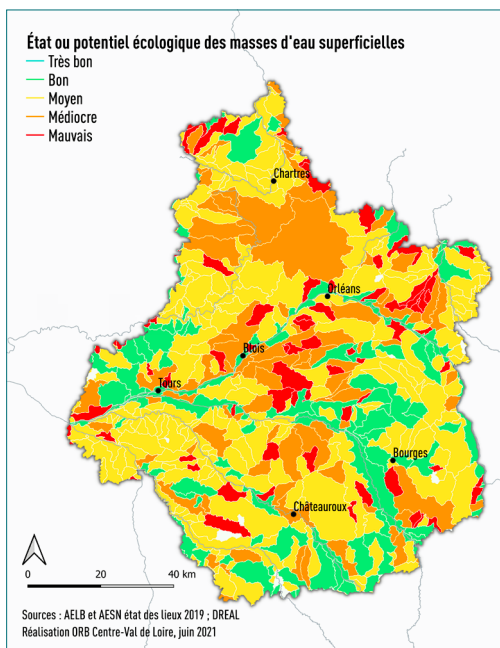 État ou potentiel écologique des masses d'eau superficielles
Très bon
Bon
Moyen
Médiocre
Mauvais
Chartres
Orléans
Blois
Tours
Bourges
Châteauroux
0 20 40 km
Sources : AELB et AESN état des lieux 2019 ; DREAL
Réalisation ORB Centre-Val de Loire, juin 2021